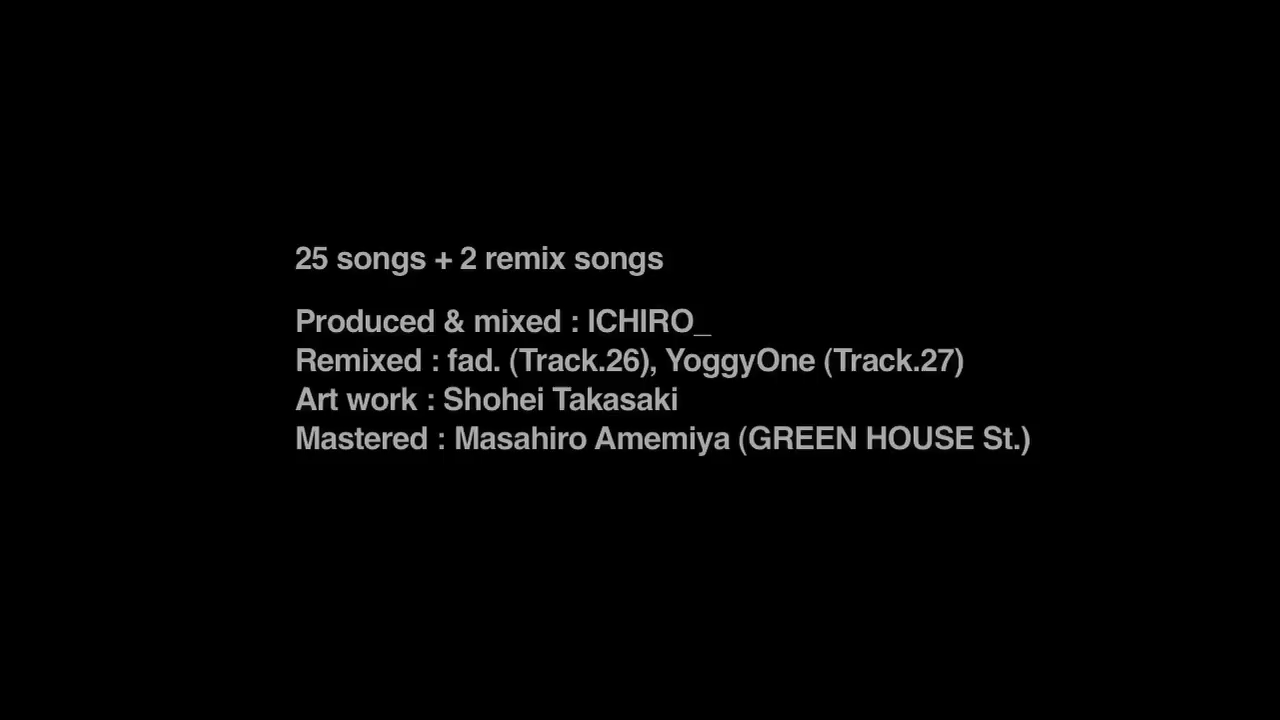 25 songs + 2 remix songs
Produced & mixed : ICHIRO_
Remixed : fad. (Track.26), YoggyOne (Track.27)
Art work : Shohei Takasaki
Mastered : Masahiro Amemiya (GREEN HOUSE St.)